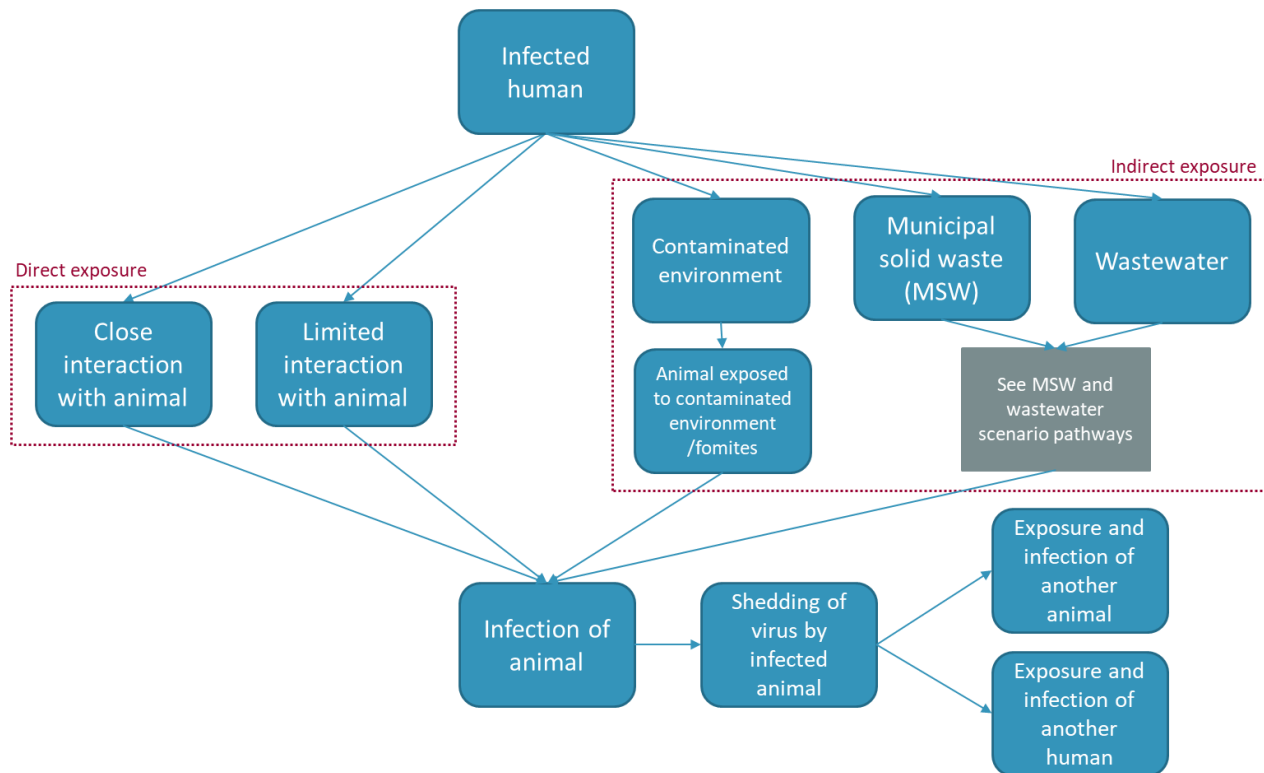 Infected
human
Indirect exposure
Contaminated
environment
Municipal
solid waste
(MSW)
Wastewater
Direct exposure
Close
interaction
with animal
Limited
interaction
with animal
Animal exposed
to contaminated
environment
/fomites
See MSW and
wastewater
scenario pathways
Infection of
animal
Shedding of
virus by
infected
animal
Exposure and
infection of
another
animal
Exposure and
infection of
another
human